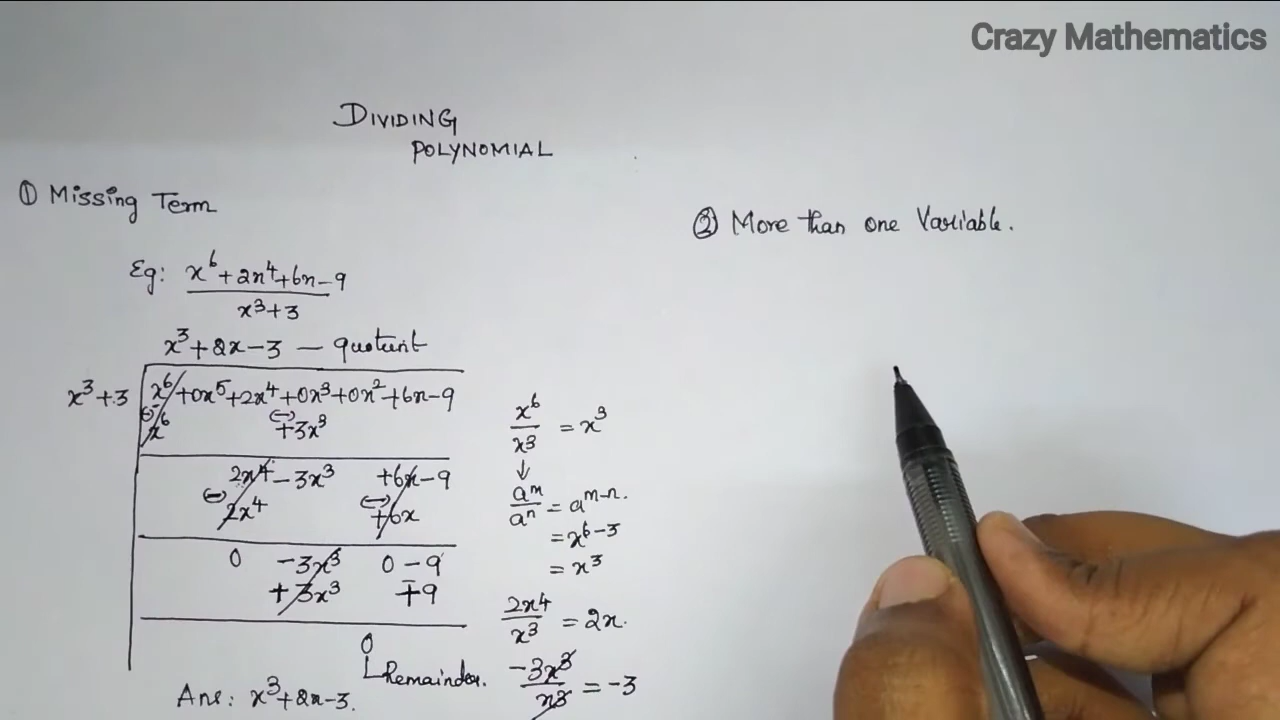 Crazy Mathematics
DIVIDING
POLYNOMIAL
① Missing Term
Eg: x⁶+2x⁴+6x-9
x³+3
x³+2x-3 — quotient
x³+3 x⁶+0x⁵+2x⁴+0x³+0x²+6x-9
(-) x⁶ (-) +3x³
2x⁴-3x³ +6x-9
(-) 2x⁴ (-) +6x
0 -3x³ 0 -9
+ 3x³ ∓9
0
Remainder.
Ans: x³+2x-3.
x⁶/x³ = x³
↓
aᵐ/aⁿ = aᵐ⁻ⁿ.
= x⁶⁻³
= x³
2x⁴/x³ = 2x.
-3x³/x³ = -3
② More than one Variable.